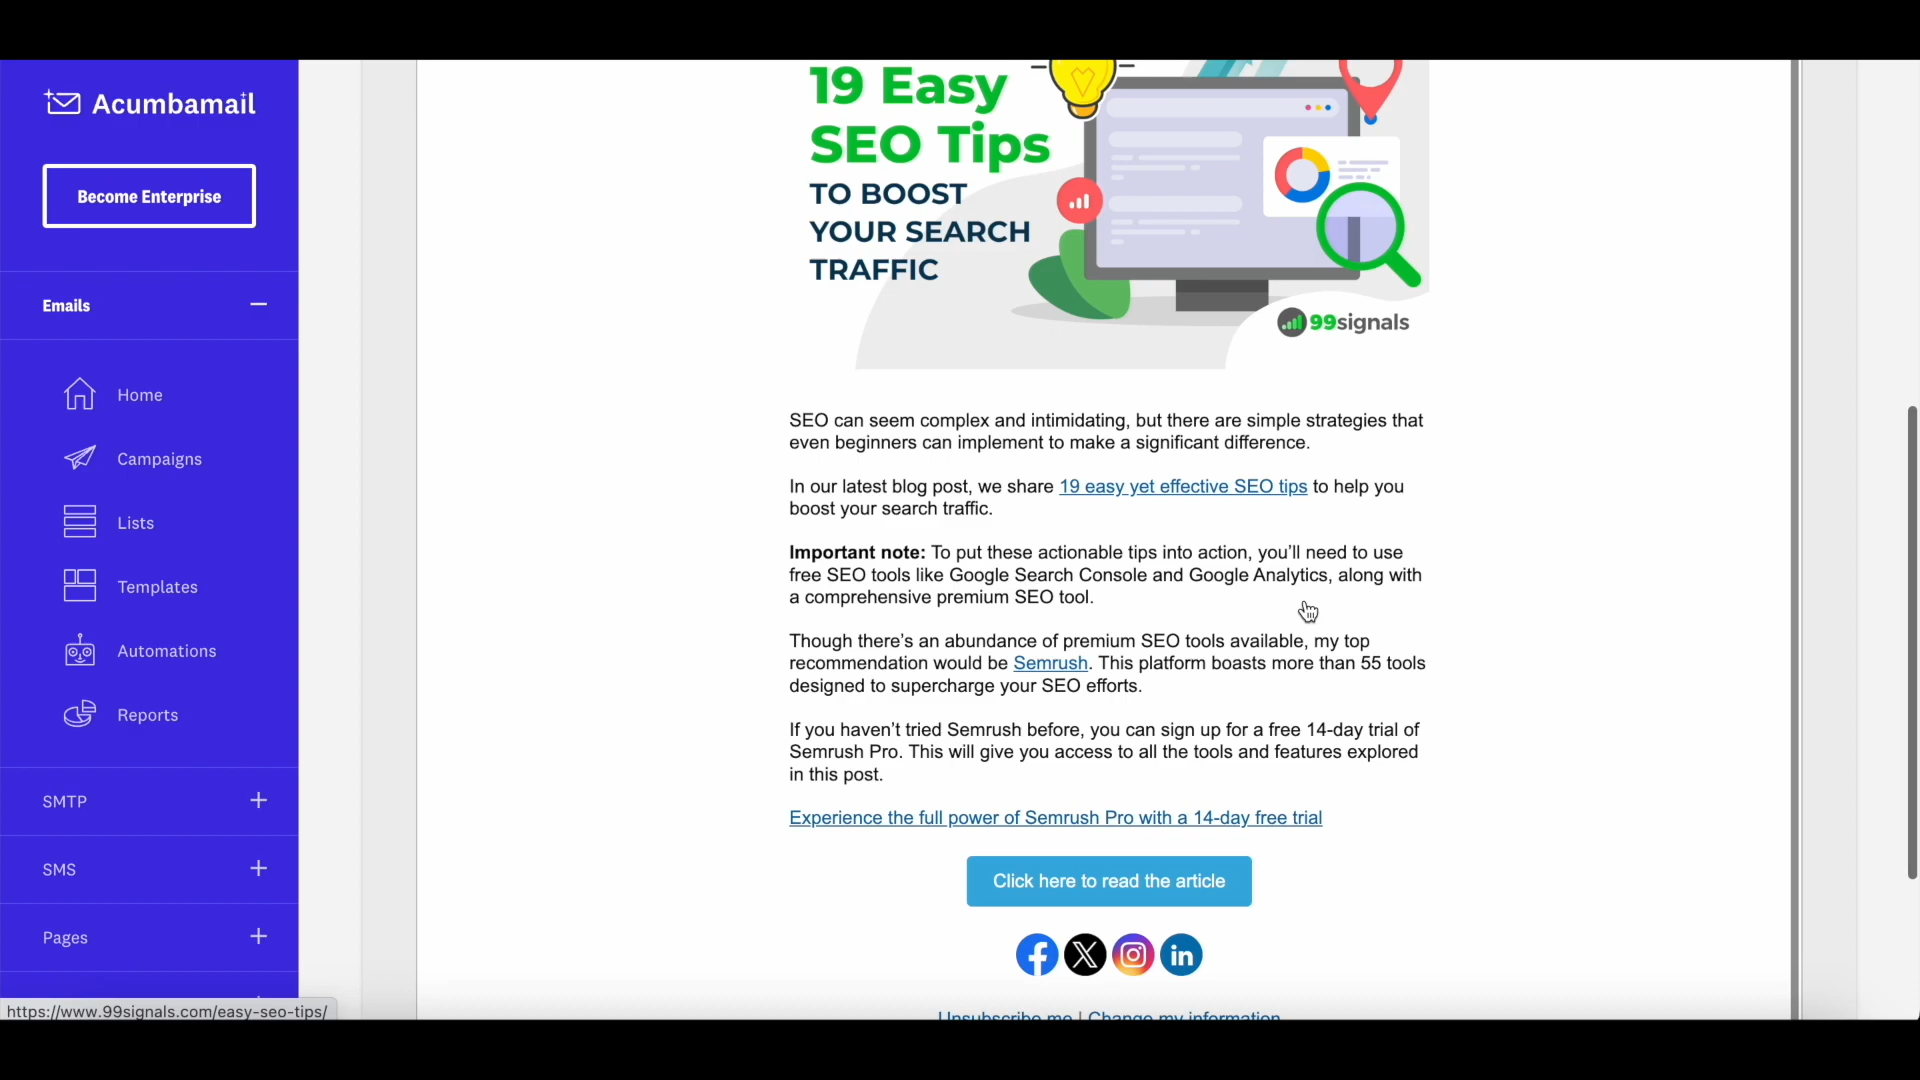 Acumbamail
Become Enterprise
Emails
Home
Campaigns
Lists
Templates
Automations
Reports
SMTP
SMS
Pages
https://www.99signals.com/easy-seo-tips/
19 Easy
SEO Tips
TO BOOST
YOUR SEARCH
TRAFFIC
99signals
SEO can seem complex and intimidating, but there are simple strategies that
even beginners can implement to make a significant difference.
In our latest blog post, we share 19 easy yet effective SEO tips to help you
boost your search traffic.
Important note: To put these actionable tips into action, you’ll need to use
free SEO tools like Google Search Console and Google Analytics, along with
a comprehensive premium SEO tool.
Though there’s an abundance of premium SEO tools available, my top
recommendation would be Semrush. This platform boasts more than 55 tools
designed to supercharge your SEO efforts.
If you haven’t tried Semrush before, you can sign up for a free 14-day trial of
Semrush Pro. This will give you access to all the tools and features explored
in this post.
Experience the full power of Semrush Pro with a 14-day free trial
Click here to read the article
Unsubscribe me | Change my information